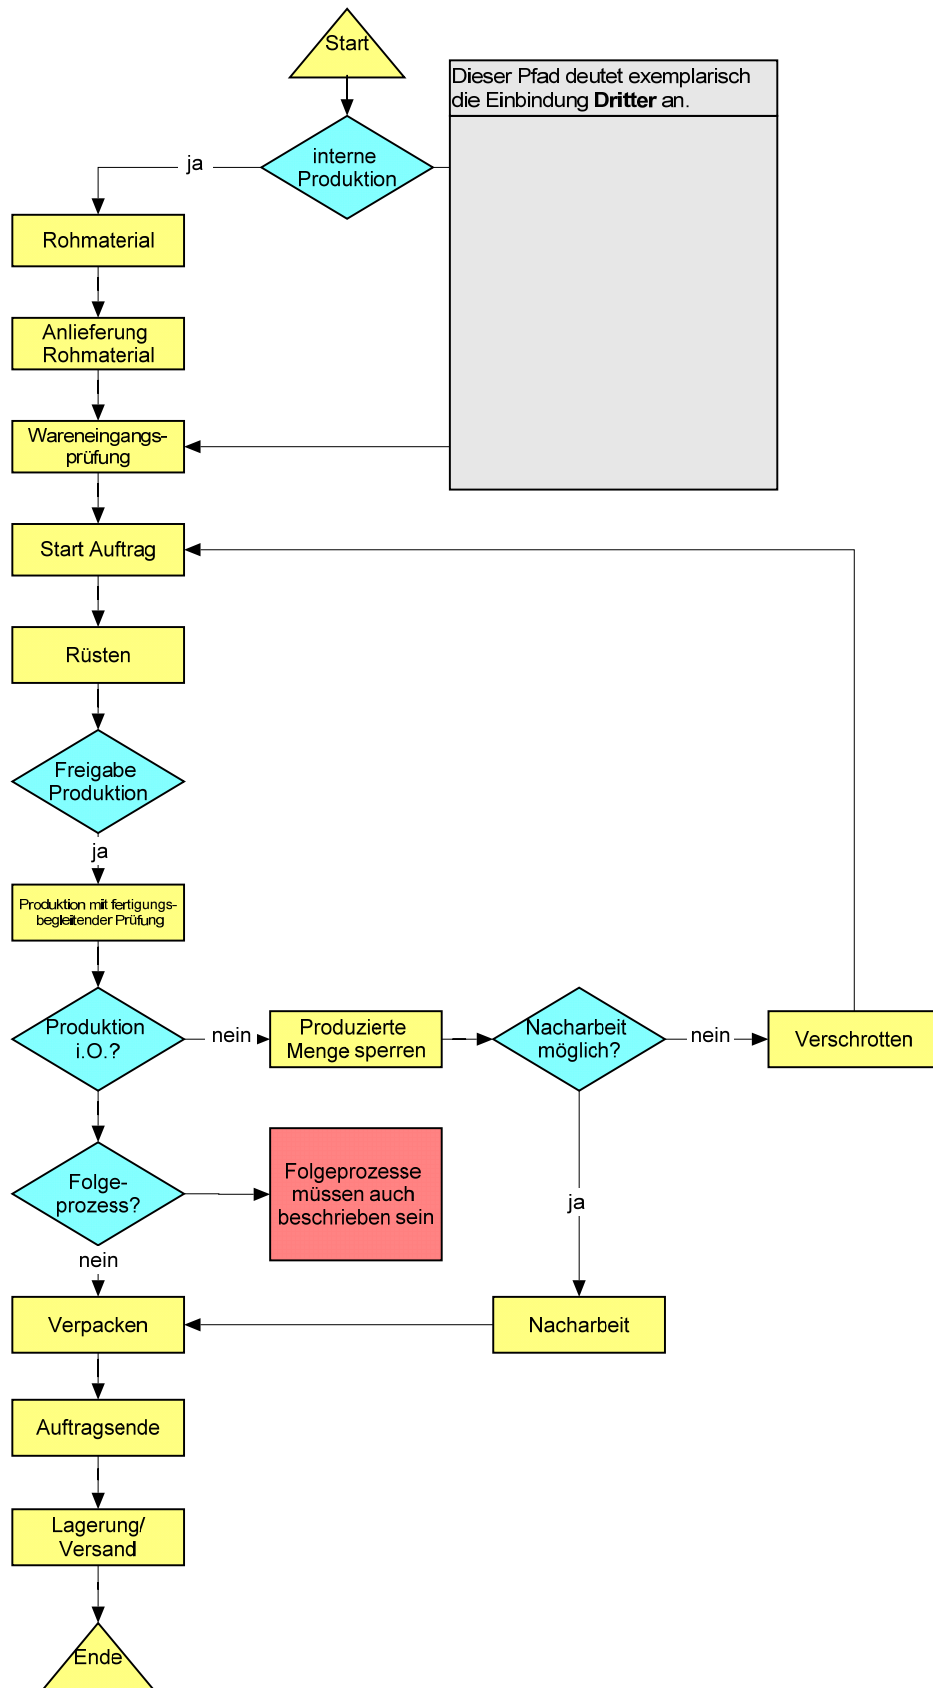 Start
Dieser Pfad deutet exemplarisch
die Einbindung Dritter an.
interne
Produktion
ja
Rohmaterial
Anlieferung
Rohmaterial
Wareneingangs-
prüfung
Start Auftrag
Rüsten
Freigabe
Produktion
ja
Produktion mit fertigungs-
begleitender Prüfung
Produktion
i.O.?
nein
Produzierte
Menge sperren
Nacharbeit
möglich?
nein
Verschrotten
Folge-
prozess?
Folgeprozesse
müssen auch
beschrieben sein
ja
nein
Verpacken
Nacharbeit
Auftragsende
Lagerung/
Versand
Ende